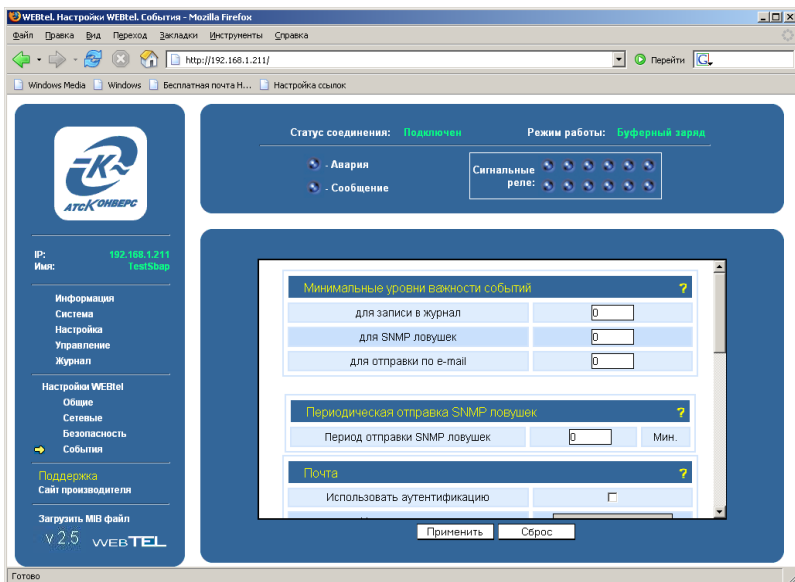 WEBtel. Настройки WEBtel. События - Mozilla Firefox
Файл Правка Вид Переход Закладки Инструменты Справка
http://192.168.1.211/ Перейти
Windows Media Windows Бесплатная почта H... Настройка ссылок
АТСКОНВЕРС
IP: 192.168.1.211
Имя: TestSbap
Информация
Система
Настройка
Управление
Журнал
Настройки WEBtel
Общие
Сетевые
Безопасность
События
Поддержка
Сайт производителя
Загрузить MIB файл
v 2.5 WEBTEL
Статус соединения: Подключен Режим работы: Буферный заряд
- Авария
- Сообщение
Сигнальные
реле:
Минимальные уровни важности событий ?
для записи в журнал 0
для SNMP ловушек 0
для отправки по e-mail 0
Периодическая отправка SNMP ловушек ?
Период отправки SNMP ловушек 0 Мин.
Почта ?
Использовать аутентификацию
Применить Сброс
Готово